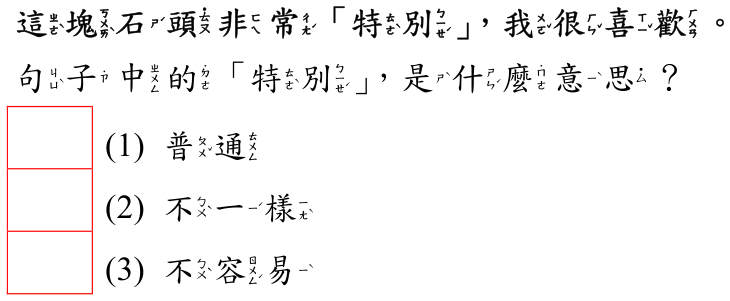 這塊石頭非常「特別」，我很喜歡。
句子中的「特別」，是什麼意思？
(1) 普通
(2) 不一樣
(3) 不容易